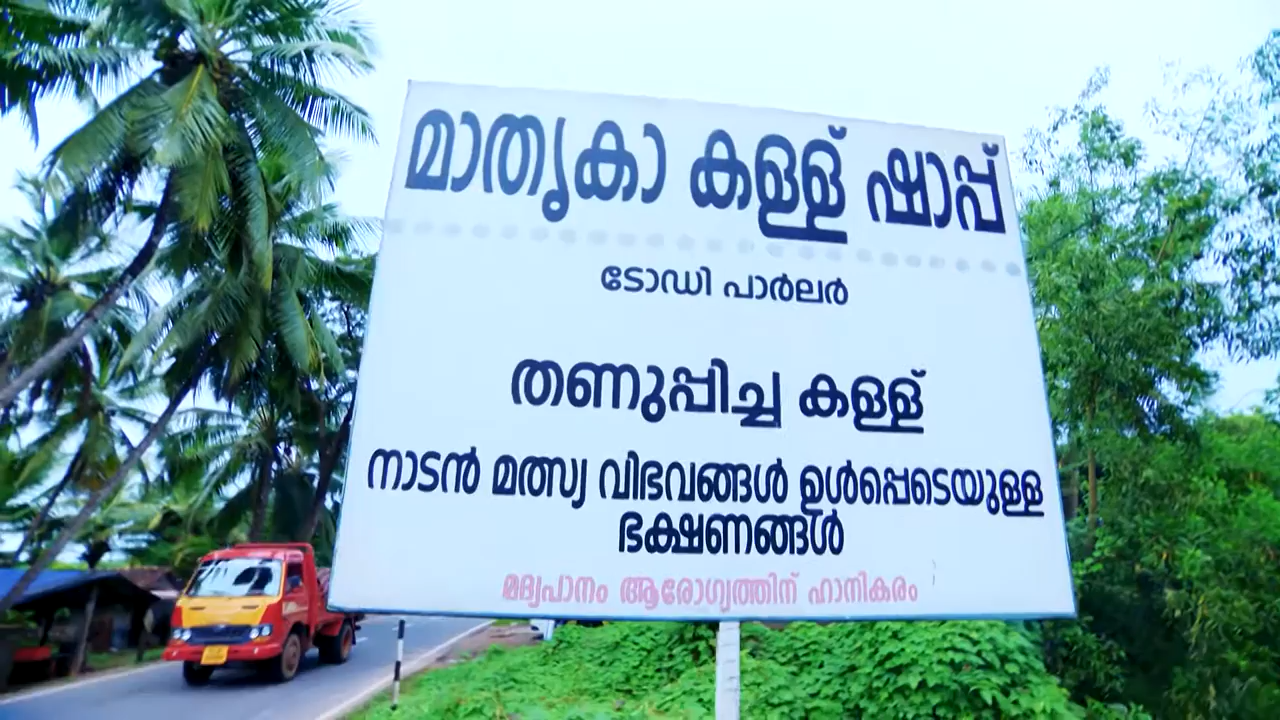 മാതൃകാ കള്ള് ഷാപ്പ്
ടോഡി പാർലർ
തണുപ്പിച്ച കള്ള്
നാടൻ മത്സ്യ വിഭവങ്ങൾ ഉൾപ്പെടെയുള്ള
ഭക്ഷണങ്ങൾ
മദ്യപാനം ആരോഗ്യത്തിന് ഹാനികരം